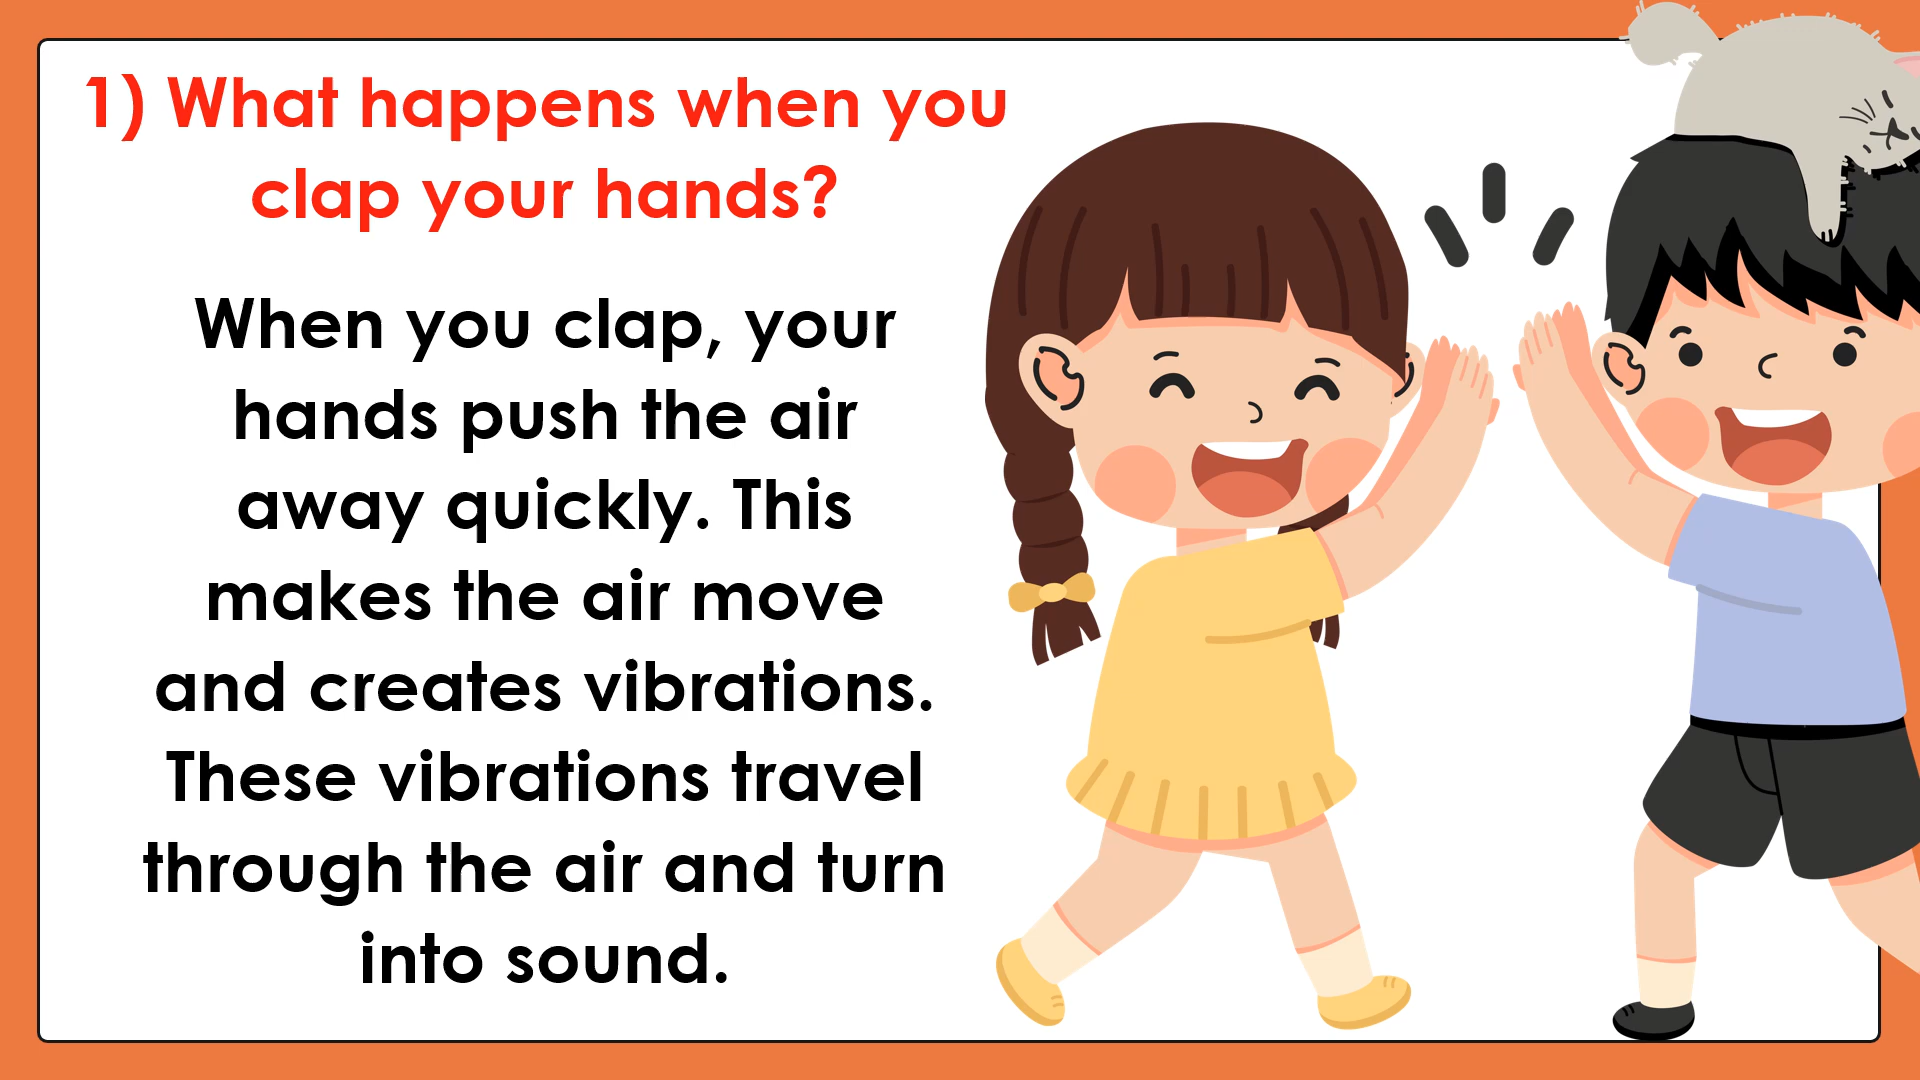 1) What happens when you
clap your hands?
When you clap, your
hands push the air
away quickly. This
makes the air move
and creates vibrations.
These vibrations travel
through the air and turn
into sound.